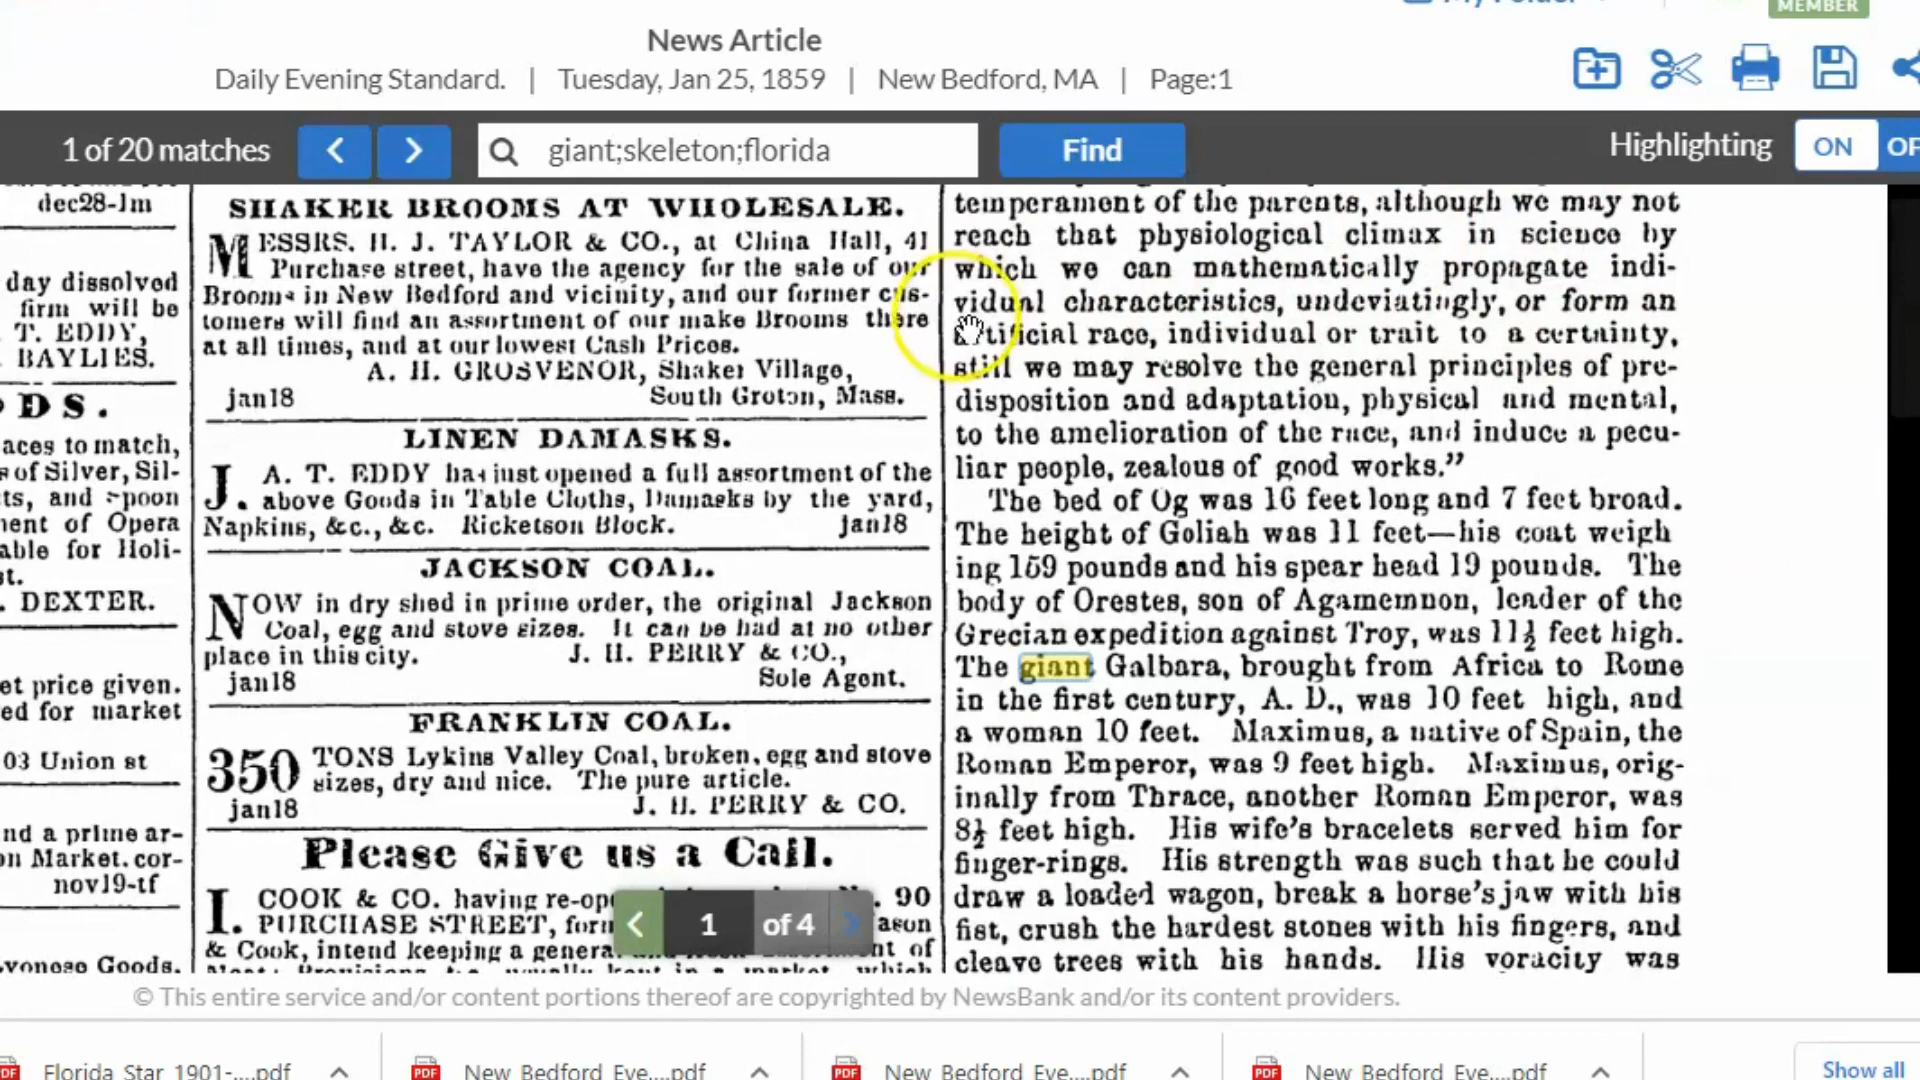 My Folder
MEMBER
News Article
Daily Evening Standard. | Tuesday, Jan 25, 1859 | New Bedford, MA | Page:1
1 of 20 matches
giant;skeleton;florida
Find
Highlighting
ON
OF
dec28-1m
day dissolved
firm will be
T. EDDY,
BAYLIES.
DS.
aces to match,
s of Silver, Sil-
ts, and spoon
ment of Opera
able for Holi-
st.
. DEXTER.
et price given.
ed for market
03 Union st
nd a prime ar-
on Market. cor-
nov19-tf
vonese Goods.
SHAKER BROOMS AT WHOLESALE.
MESSRS. H. J. TAYLOR & CO., at China Hall, 41
Purchase street, have the agency for the sale of our
Brooms in New Bedford and vicinity, and our former cus-
tomers will find an assortment of our make Brooms there
at all times, and at our lowest Cash Prices.
A. H. GROSVENOR, Shaker Village,
jan18 South Groton, Mass.
LINEN DAMASKS.
J. A. T. EDDY has just opened a full assortment of the
above Goods in Table Cloths, Damasks by the yard,
Napkins, &c., &c. Ricketson Block. jan18
JACKSON COAL.
NOW in dry shed in prime order, the original Jackson
Coal, egg and stove sizes. It can be had at no other
place in this city. J. H. PERRY & CO.,
jan18 Sole Agent.
FRANKLIN COAL.
350 TONS Lykins Valley Coal, broken, egg and stove
sizes, dry and nice. The pure article.
jan18 J. H. PERRY & CO.
Please Give us a Call.
I. COOK & CO. having re-op . 90
PURCHASE STREET, form ason
& Cook, intend keeping a genera ment of
Meats, Provisions, &c., usually kept in a market, which
temperament of the parents, although we may not
reach that physiological climax in science by
which we can mathematically propagate indi-
vidual characteristics, undeviatingly, or form an
artificial race, individual or trait to a certainty,
still we may resolve the general principles of pre-
disposition and adaptation, physical and mental,
to the amelioration of the race, and induce a pecu-
liar people, zealous of good works."
The bed of Og was 16 feet long and 7 feet broad.
The height of Goliah was 11 feet—his coat weigh
ing 159 pounds and his spear head 19 pounds. The
body of Orestes, son of Agamemnon, leader of the
Grecian expedition against Troy, was 11½ feet high.
The giant Galbara, brought from Africa to Rome
in the first century, A. D., was 10 feet high, and
a woman 10 feet. Maximus, a native of Spain, the
Roman Emperor, was 9 feet high. Maximus, orig-
inally from Thrace, another Roman Emperor, was
8½ feet high. His wife's bracelets served him for
finger-rings. His strength was such that he could
draw a loaded wagon, break a horse's jaw with his
fist, crush the hardest stones with his fingers, and
cleave trees with his hands. His voracity was
1 of 4
© This entire service and/or content portions thereof are copyrighted by NewsBank and/or its content providers.
PDF Florida Star 1901-....pdf
PDF New Bedford Eve....pdf
PDF New Bedford Eve....pdf
PDF New Bedford Eve....pdf
Show all